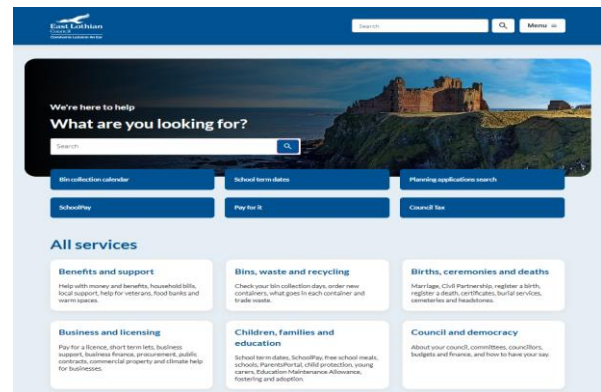 East Lothian
Council
Search
Menu
We're here to help
What are you looking for?
Search
Bin collection calendar
School term dates
Planning applications search
SchoolPay
Pay for it
Council Tax
All services
Benefits and support
Help with money and benefits, household bills,
local support, help for veterans, food banks and
warm spaces.
Bins, waste and recycling
Check your bin collection days, order new
containers, what goes in each container and
trade waste.
Births, ceremonies and deaths
Marriage, Civil Partnership, register a birth,
register a death, certificates, burial services,
cemeteries and headstones.
Business and licensing
Pay for a licence, short term lets, business
support, business finance, procurement, public
contracts, commercial property and climate help
for businesses.
Children, families and
education
School term dates, SchoolPay, free school meals,
schools, ParentsPortal, child protection, young
carers, Education Maintenance Allowance,
fostering and adoption.
Council and democracy
About your council, committees, councillors,
budgets and finance, and how to have your say.